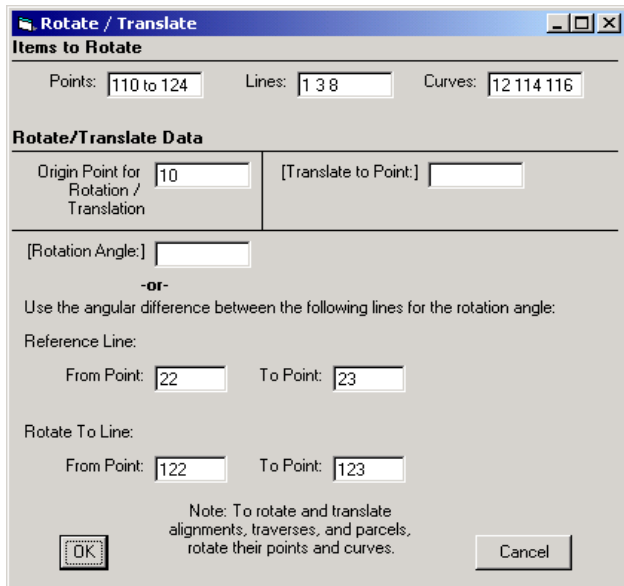 Rotate / Translate
Items to Rotate
Points: 110 to 124 Lines: 1 3 8 Curves: 12 114 116
Rotate/Translate Data
Origin Point for Rotation / Translation 10 [Translate to Point:]
[Rotation Angle:]
-or-
Use the angular difference between the following lines for the rotation angle:
Reference Line:
From Point: 22 To Point: 23
Rotate To Line:
From Point: 122 To Point: 123
Note: To rotate and translate
alignments, traverses, and parcels,
rotate their points and curves.
OK Cancel